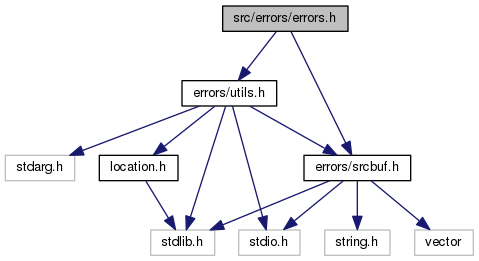 src/errors/errors.h
errors/utils.h
stdarg.h
location.h
errors/srcbuf.h
stdlib.h
stdio.h
string.h
vector